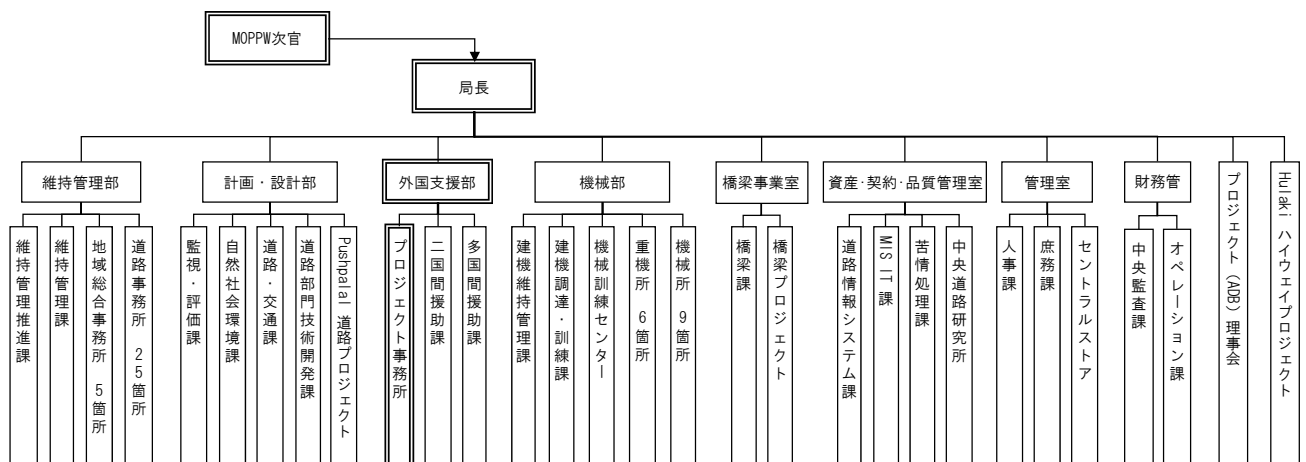 MOPPW次官
局長
維持管理部
計画・設計部
外国支援部
機械部
橋梁事業室
資産・契約・品質管理室
管理室
財務管
プロジェクト(ADB)理事会
Hulaki ハイウェイプロジェクト
維持管理推進課
維持管理課
地域総合事務所 5箇所
道路事務所 25箇所
監視・評価課
自然社会環境課
道路・交通課
道路部門技術開発課
Pushpalal 道路プロジェクト
プロジェクト事務所
二国間援助課
多国間援助課
建機維持管理課
建機調達・訓練課
機械訓練センター
重機所 6箇所
機械所 9箇所
橋梁課
橋梁プロジェクト
道路情報システム課
MIS IT 課
苦情処理課
中央道路研究所
人事課
庶務課
セントラルストア
中央監査課
オペレーション課